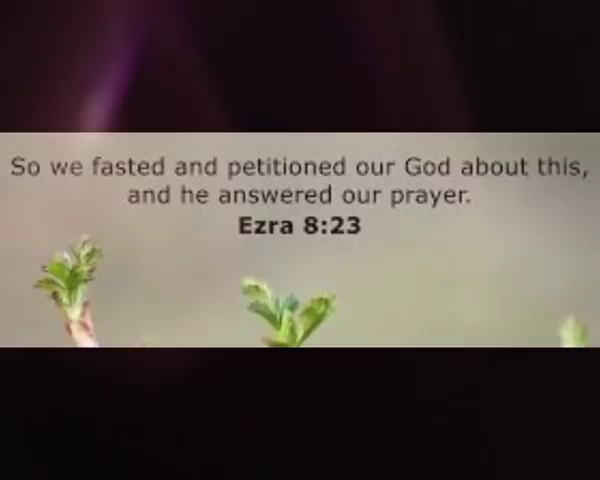 So we fasted and petitioned our God about this,
and he answered our prayer.
Ezra 8:23